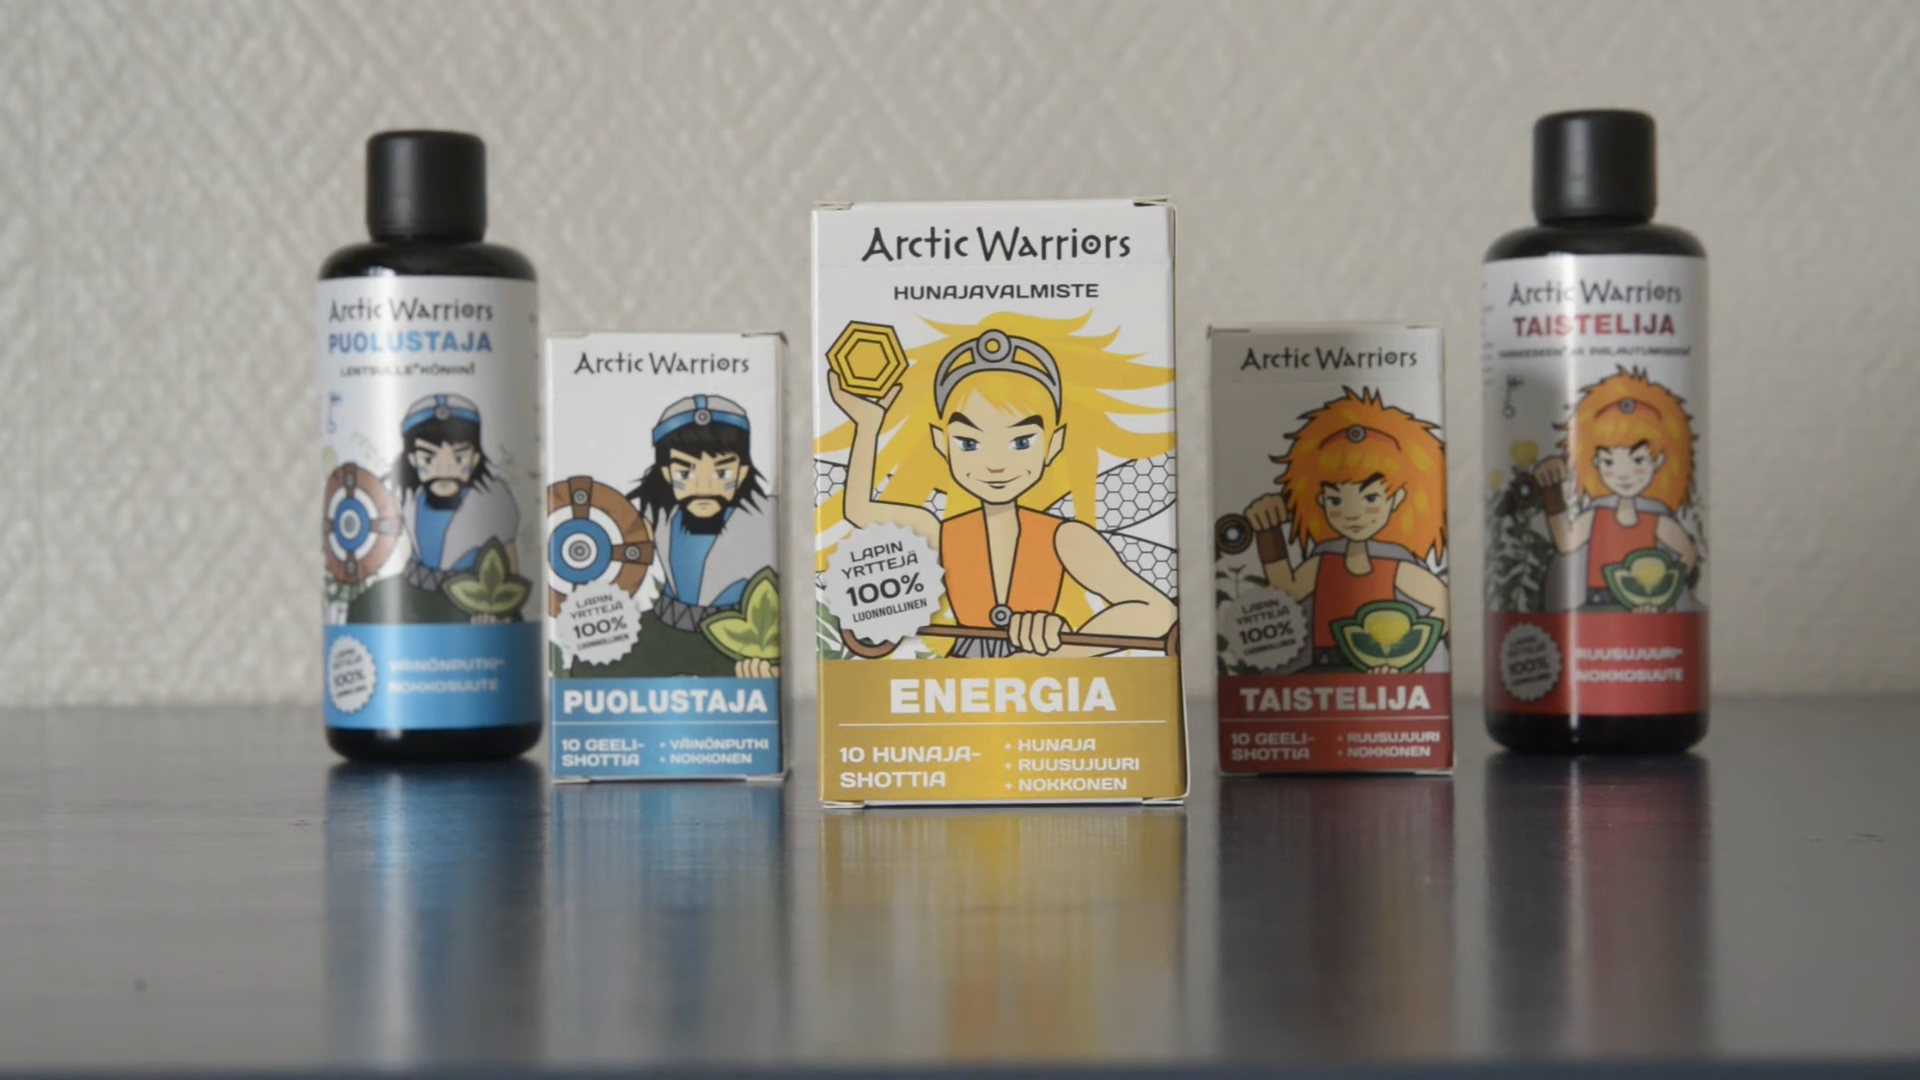 Arctic Warriors
PUOLUSTAJA
VÄINÖNPUTKI-
NOKKOSUUTE
Arctic Warriors
LAPIN
YRTTEJÄ
100%
LUONNOLLINEN
PUOLUSTAJA
10 GEELI-
SHOTTIA
+ VÄINÖNPUTKI
+ NOKKONEN
Arctic Warriors
HUNAJAVALMISTE
LAPIN
YRTTEJÄ
100%
LUONNOLLINEN
ENERGIA
10 HUNAJA-
SHOTTIA
+ HUNAJA
+ RUUSUJUURI
+ NOKKONEN
Arctic Warriors
LAPIN
YRTTEJÄ
100%
LUONNOLLINEN
TAISTELIJA
10 GEELI-
SHOTTIA
+ RUUSUJUURI
+ NOKKONEN
Arctic Warriors
TAISTELIJA
100%
RUUSUJUURI-
NOKKOSUUTE